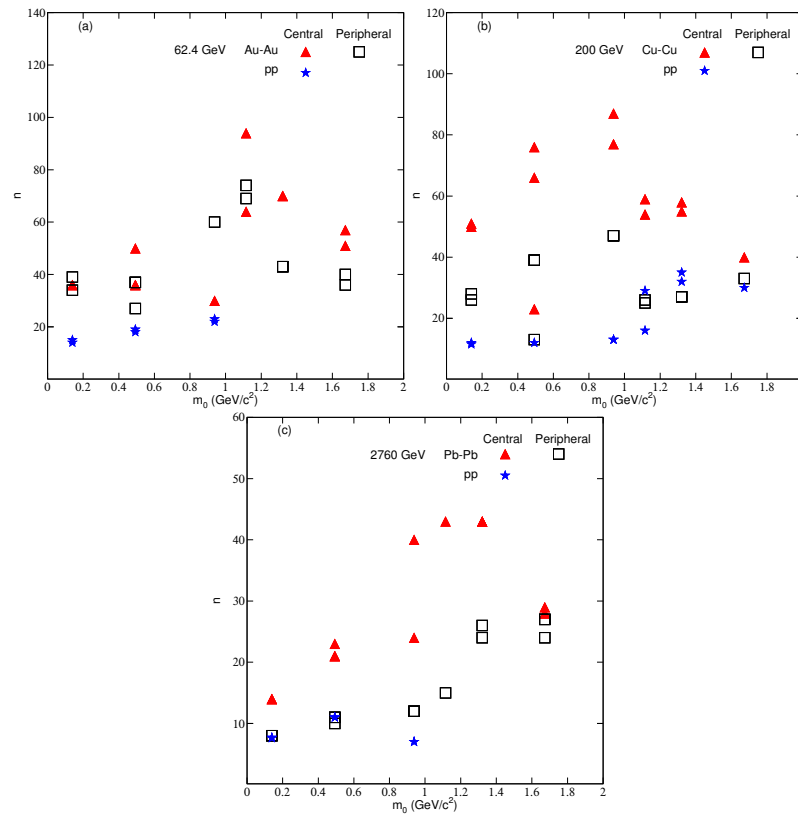 (a)
Central Peripheral
62.4 GeV Au-Au
pp
140
120
100
80
60
40
20
n
0.2 0.4 0.6 0.8 1 1.2 1.4 1.6 1.8 2
m₀ (GeV/c²)
(b)
Central Peripheral
200 GeV Cu-Cu
pp
120
100
80
60
40
20
n
0 0.2 0.4 0.6 0.8 1 1.2 1.4 1.6 1.8
m₀ (GeV/c²)
(c)
Central Peripheral
2760 GeV Pb-Pb
pp
60
50
40
30
20
10
n
0 0.2 0.4 0.6 0.8 1 1.2 1.4 1.6 1.8 2
m₀ (GeV/c²)